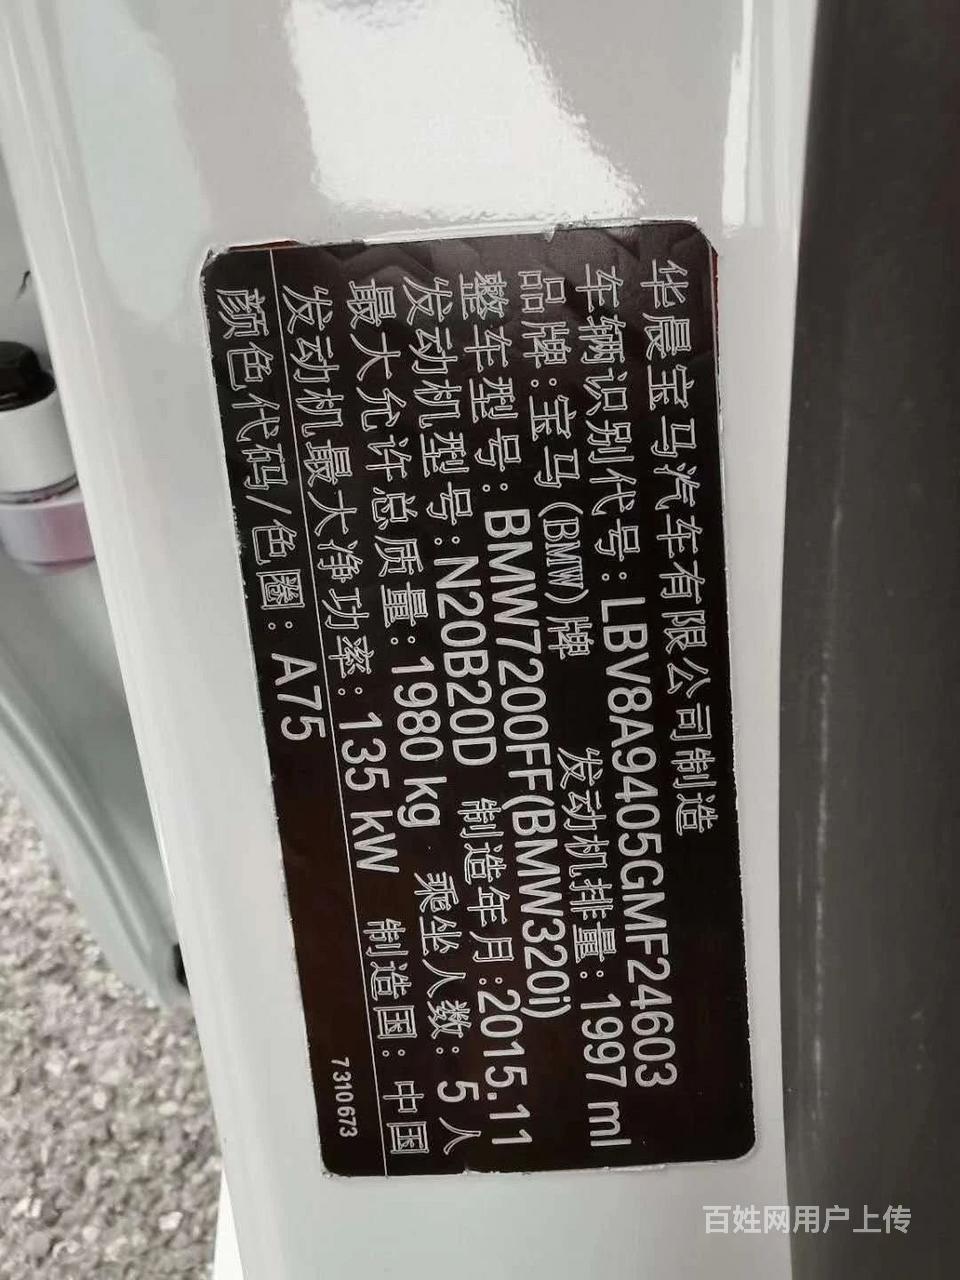 华晨宝马汽车有限公司制造
车辆识别代号:LBV8A9405GMF24603
品牌:宝马(BMW)牌 发动机排量:1997 ml
整车型号:BMW7200FF(BMW320i)
发动机型号:N20B20D 制造年月:2015.11
最大允许总质量:1980 kg 乘坐人数:5人
发动机最大净功率:135 kW 制造国:中国
颜色代码/色圈:A75
7310673
百姓网用户上传